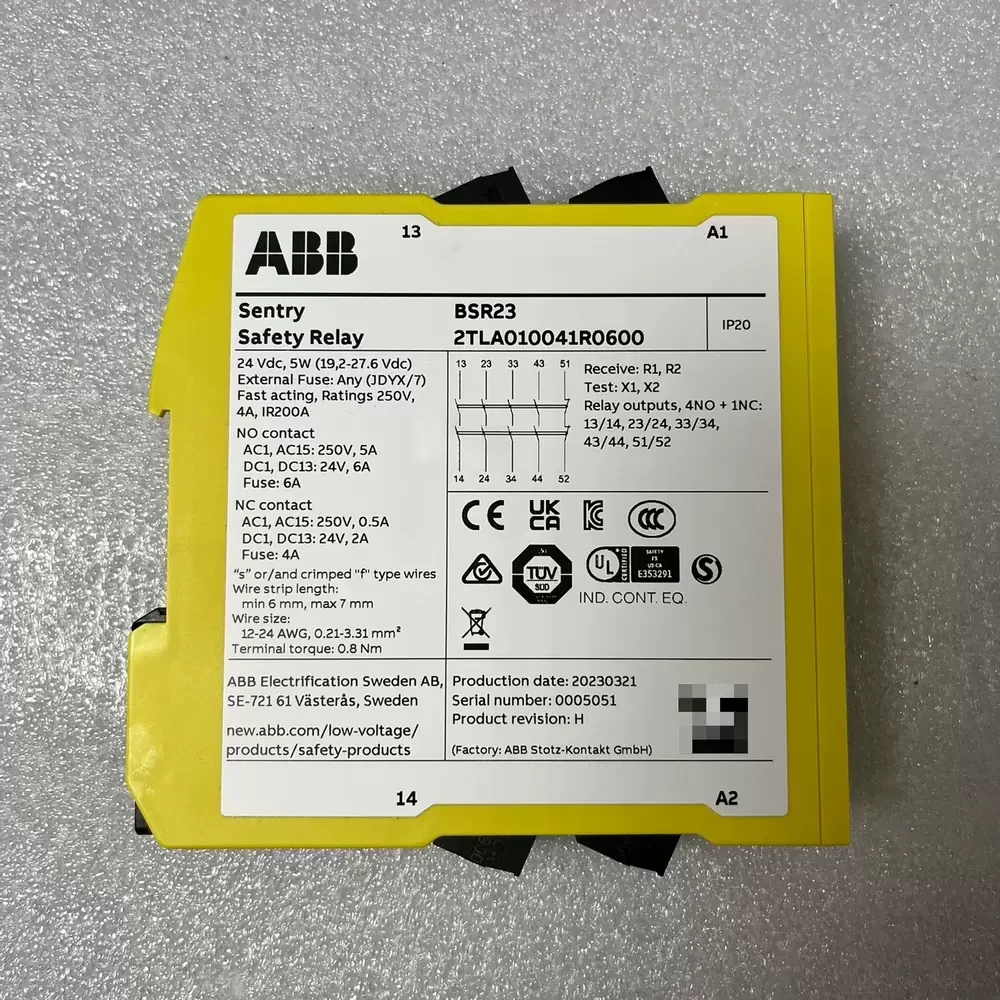 13
A1
ABB
Sentry
Safety Relay
BSR23
2TLA010041R0600
IP20
24 Vdc, 5W (19,2-27.6 Vdc)
External Fuse: Any (JDYX/7)
Fast acting, Ratings 250V,
4A, IR200A
NO contact
AC1, AC15: 250V, 5A
DC1, DC13: 24V, 6A
Fuse: 6A
NC contact
AC1, AC15: 250V, 0.5A
DC1, DC13: 24V, 2A
Fuse: 4A
"s" or/and crimped "f" type wires
Wire strip length:
min 6 mm, max 7 mm
Wire size:
12-24 AWG, 0.21-3.31 mm²
Terminal torque: 0.8 Nm
13 23 33 43 51
14 24 34 44 52
Receive: R1, R2
Test: X1, X2
Relay outputs, 4NO + 1NC:
13/14, 23/24, 33/34,
43/44, 51/52
CE UK CA CCC
TÜV
SÜD
UL CERTIFIED
SAFETY
US CA
E353291
IND. CONT. EQ.
ABB Electrification Sweden AB,
SE-721 61 Västerås, Sweden
new.abb.com/low-voltage/
products/safety-products
Production date: 20230321
Serial number: 0005051
Product revision: H
(Factory: ABB Stotz-Kontakt GmbH)
14
A2